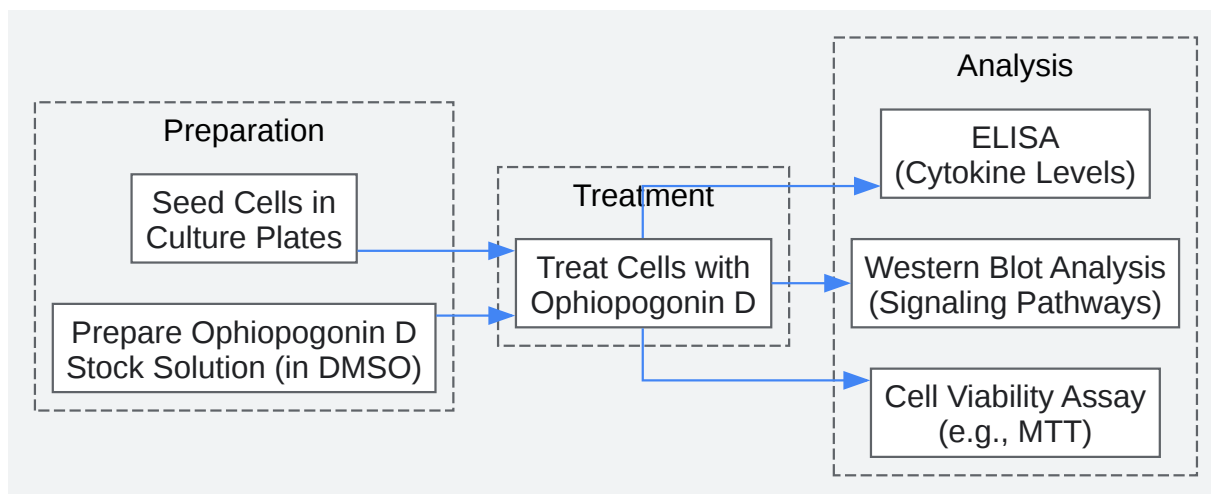 Preparation
Seed Cells in
Culture Plates
Prepare Ophiopogonin D
Stock Solution (in DMSO)
Treatment
Treat Cells with
Ophiopogonin D
Analysis
ELISA
(Cytokine Levels)
Western Blot Analysis
(Signaling Pathways)
Cell Viability Assay
(e.g., MTT)